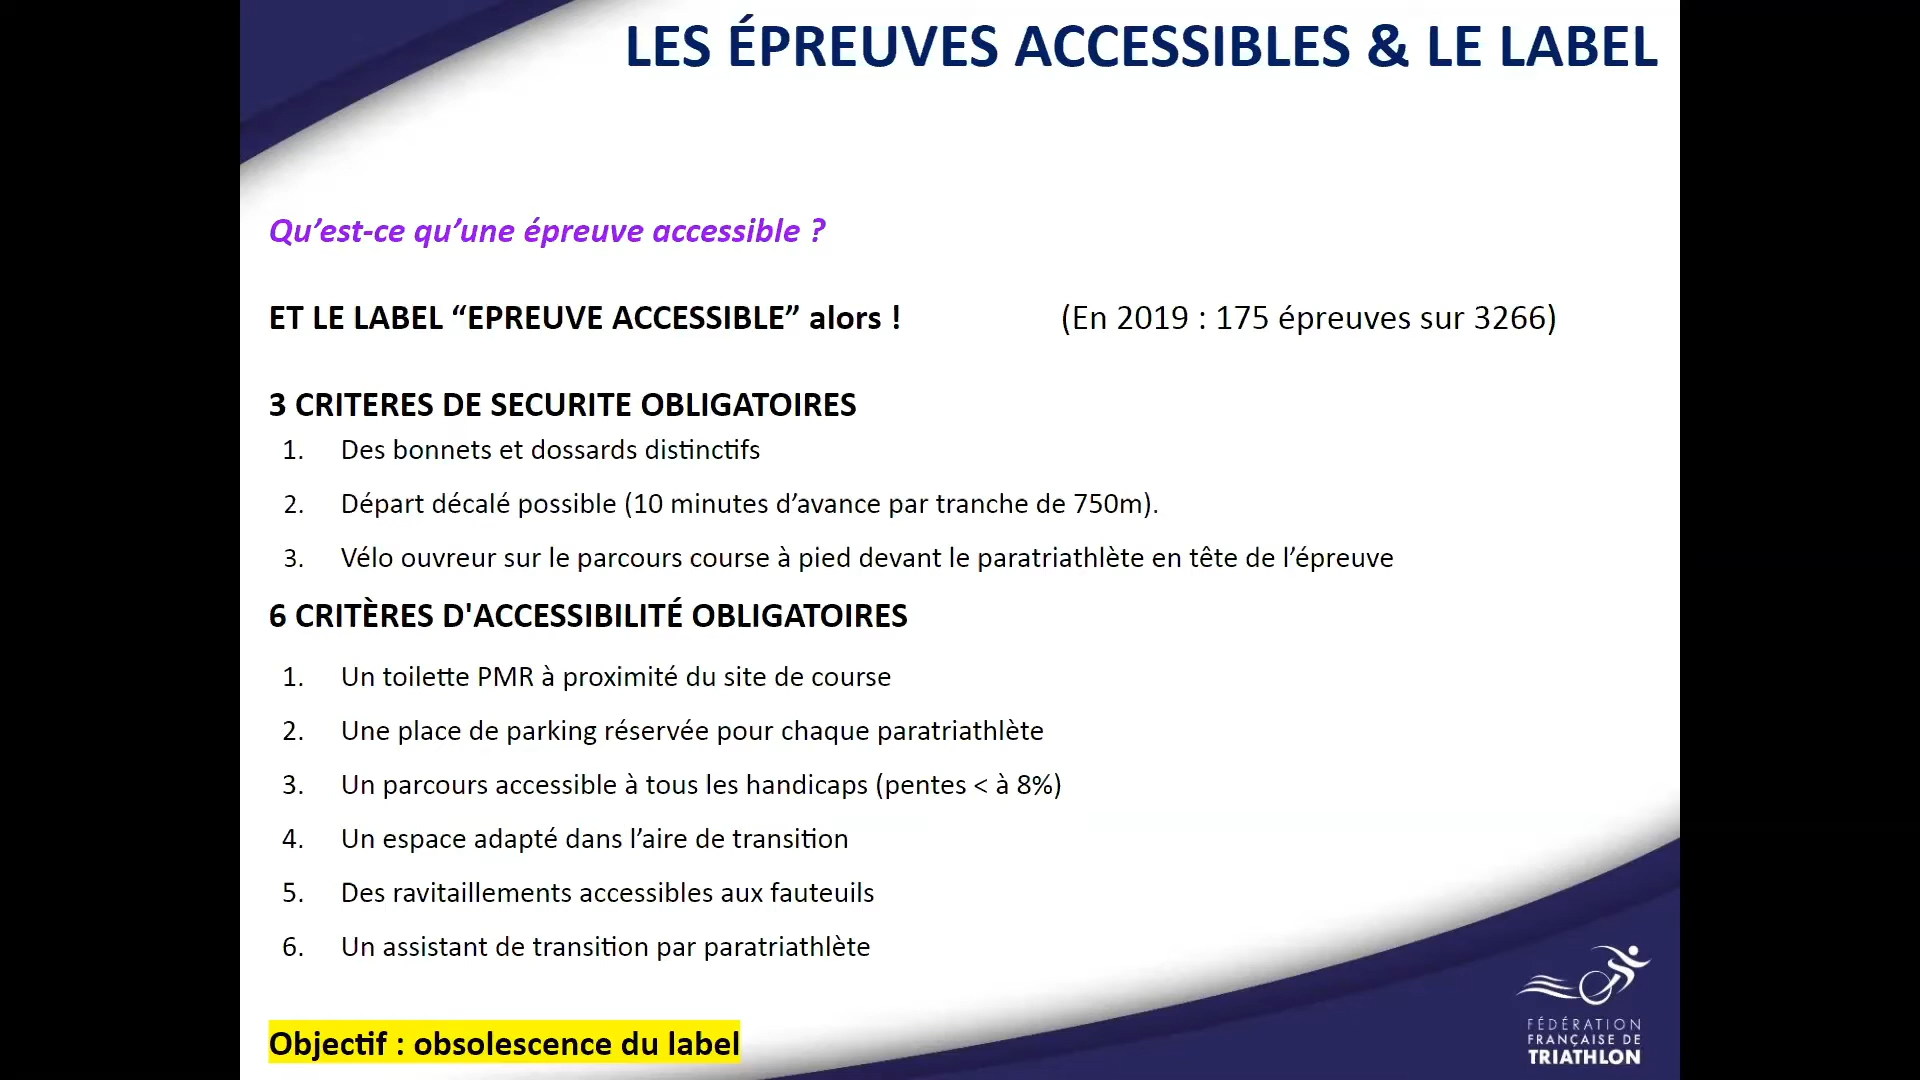 LES ÉPREUVES ACCESSIBLES & LE LABEL
Qu’est-ce qu’une épreuve accessible ?
ET LE LABEL “EPREUVE ACCESSIBLE” alors ! (En 2019 : 175 épreuves sur 3266)
3 CRITERES DE SECURITE OBLIGATOIRES
1. Des bonnets et dossards distinctifs
2. Départ décalé possible (10 minutes d’avance par tranche de 750m).
3. Vélo ouvreur sur le parcours course à pied devant le paratriathlète en tête de l’épreuve
6 CRITÈRES D'ACCESSIBILITÉ OBLIGATOIRES
1. Un toilette PMR à proximité du site de course
2. Une place de parking réservée pour chaque paratriathlète
3. Un parcours accessible à tous les handicaps (pentes < à 8%)
4. Un espace adapté dans l’aire de transition
5. Des ravitaillements accessibles aux fauteuils
6. Un assistant de transition par paratriathlète
Objectif : obsolescence du label
FÉDÉRATION
FRANÇAISE DE
TRIATHLON